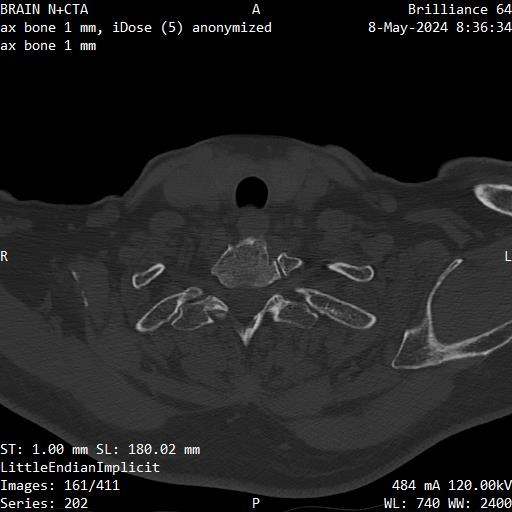 BRAIN N+CTA
A
Brilliance 64
ax bone 1 mm, iDose (5) anonymized
8-May-2024 8:36:34
ax bone 1 mm
R
L
ST: 1.00 mm SL: 180.02 mm
LittleEndianImplicit
Images: 161/411
484 mA 120.00kV
Series: 202
P
WL: 740 WW: 2400